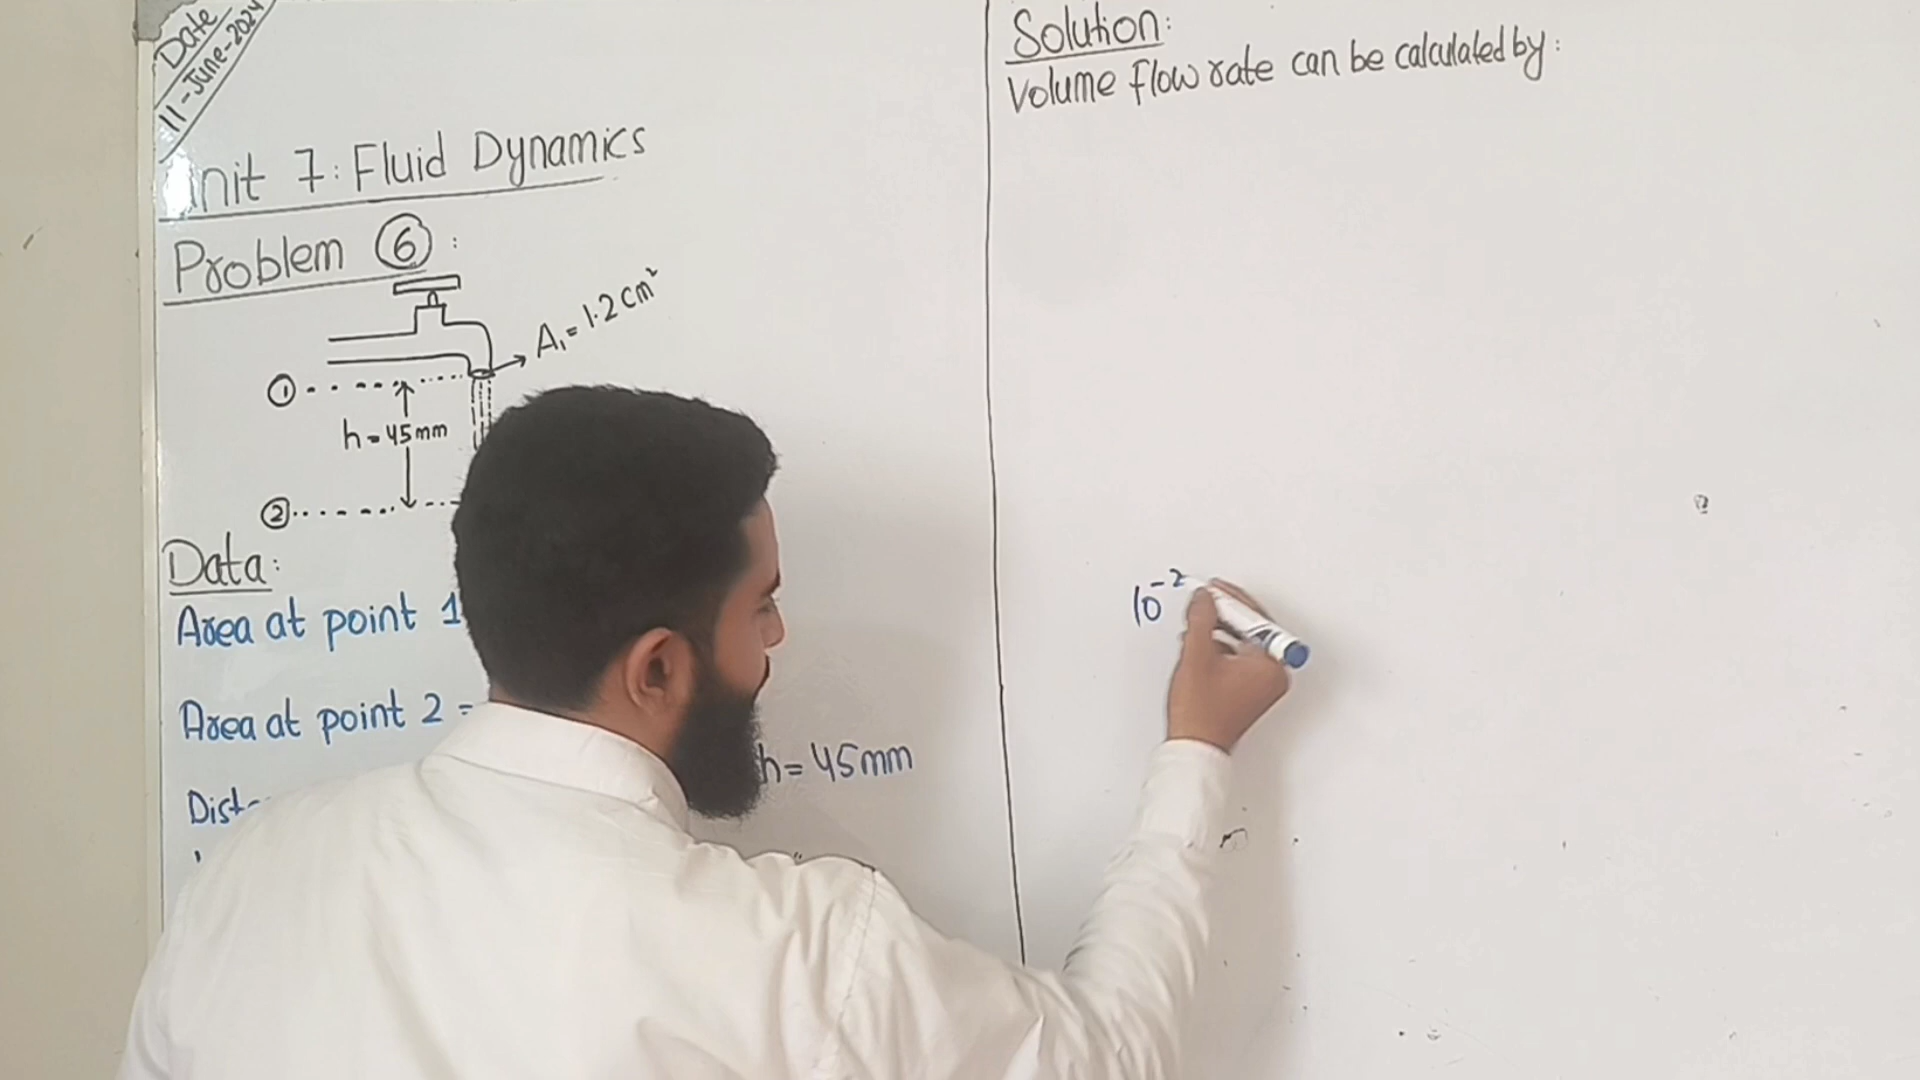 Date
11-June-2024
Unit 7: Fluid Dynamics
Problem 6 :
A₁ = 1.2 cm²
1
h = 45mm
2
Data:
Area at point 1
Area at point 2 =
h = 45mm
Solution:
Volume flow rate can be calculated by:
10⁻²